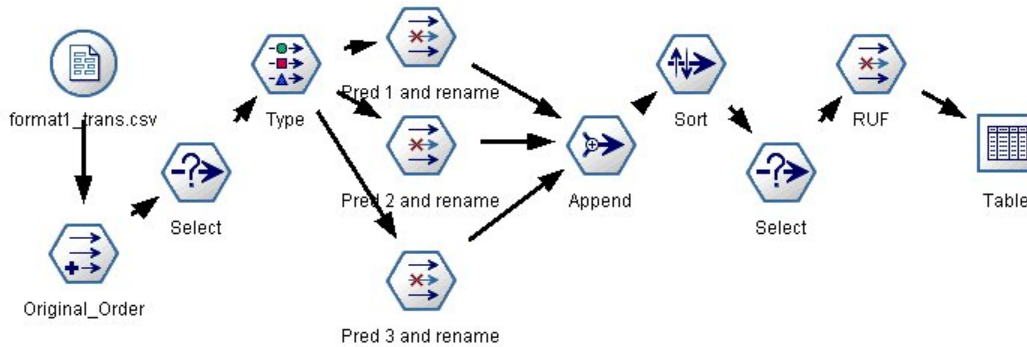 format1_trans.csv
Original_Order
Select
Type
Pred 1 and rename
Pred 2 and rename
Pred 3 and rename
Append
Sort
Select
RUF
Table